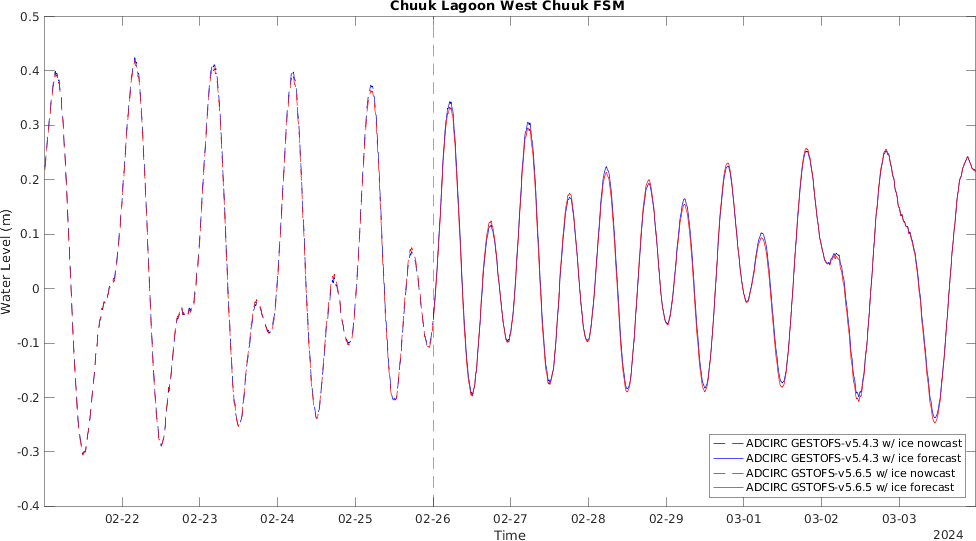 Chuuk Lagoon West Chuuk FSM
0.5
0.4
0.3
0.2
0.1
0
-0.1
-0.2
-0.3
-0.4
Water Level (m)
ADCIRC GESTOFS-v5.4.3 w/ ice nowcast
ADCIRC GESTOFS-v5.4.3 w/ ice forecast
ADCIRC GSTOFS-v5.6.5 w/ ice nowcast
ADCIRC GSTOFS-v5.6.5 w/ ice forecast
02-22 02-23 02-24 02-25 02-26 02-27 02-28 02-29 03-01 03-02 03-03
Time
2024